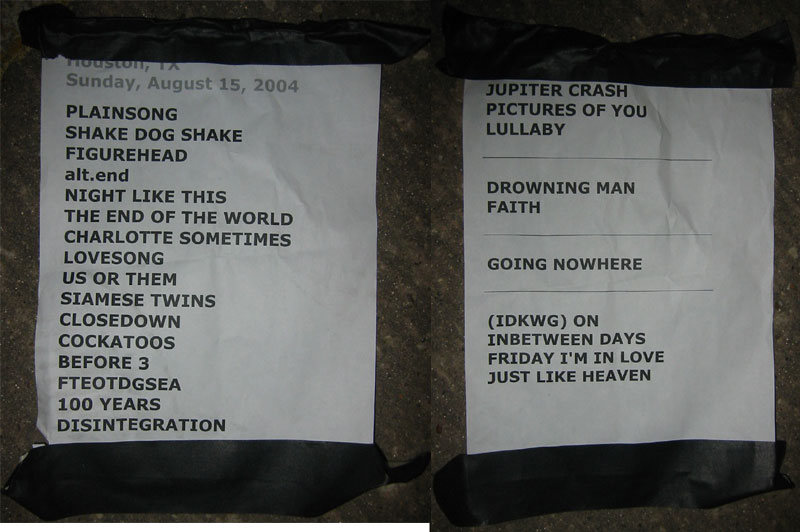 Houston, TX
Sunday, August 15, 2004
PLAINSONG
SHAKE DOG SHAKE
FIGUREHEAD
alt.end
NIGHT LIKE THIS
THE END OF THE WORLD
CHARLOTTE SOMETIMES
LOVESONG
US OR THEM
SIAMESE TWINS
CLOSEDOWN
COCKATOOS
BEFORE 3
FTEOTDGSEA
100 YEARS
DISINTEGRATION
JUPITER CRASH
PICTURES OF YOU
LULLABY
DROWNING MAN
FAITH
GOING NOWHERE
(IDKWG) ON
INBETWEEN DAYS
FRIDAY I'M IN LOVE
JUST LIKE HEAVEN